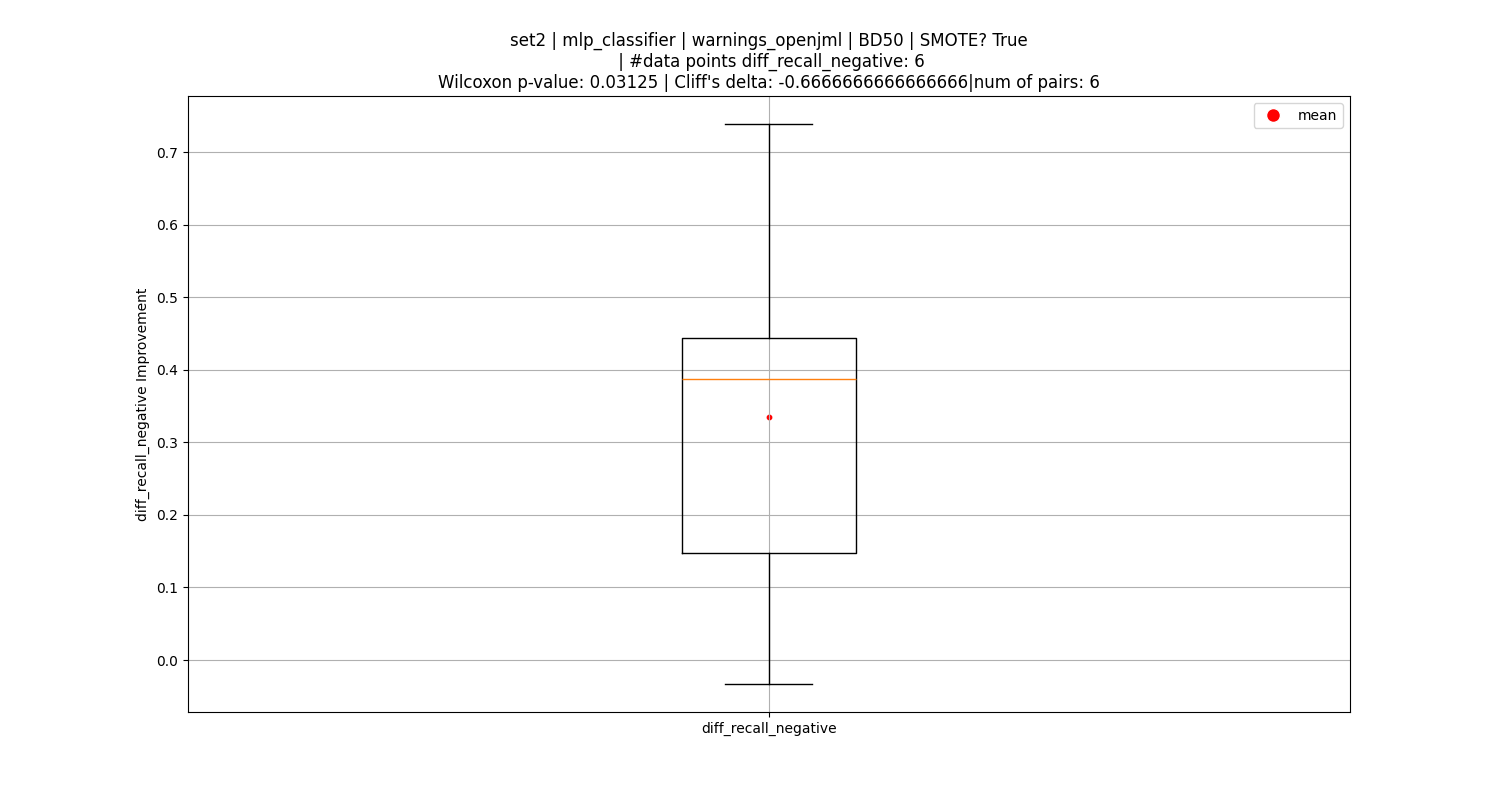 set2 | mlp_classifier | warnings_openjml | BD50 | SMOTE? True
| #data points diff_recall_negative: 6
Wilcoxon p-value: 0.03125 | Cliff's delta: -0.6666666666666666|num of pairs: 6
mean
0.7
0.6
0.5
0.4
0.3
0.2
0.1
0.0
diff_recall_negative Improvement
diff_recall_negative